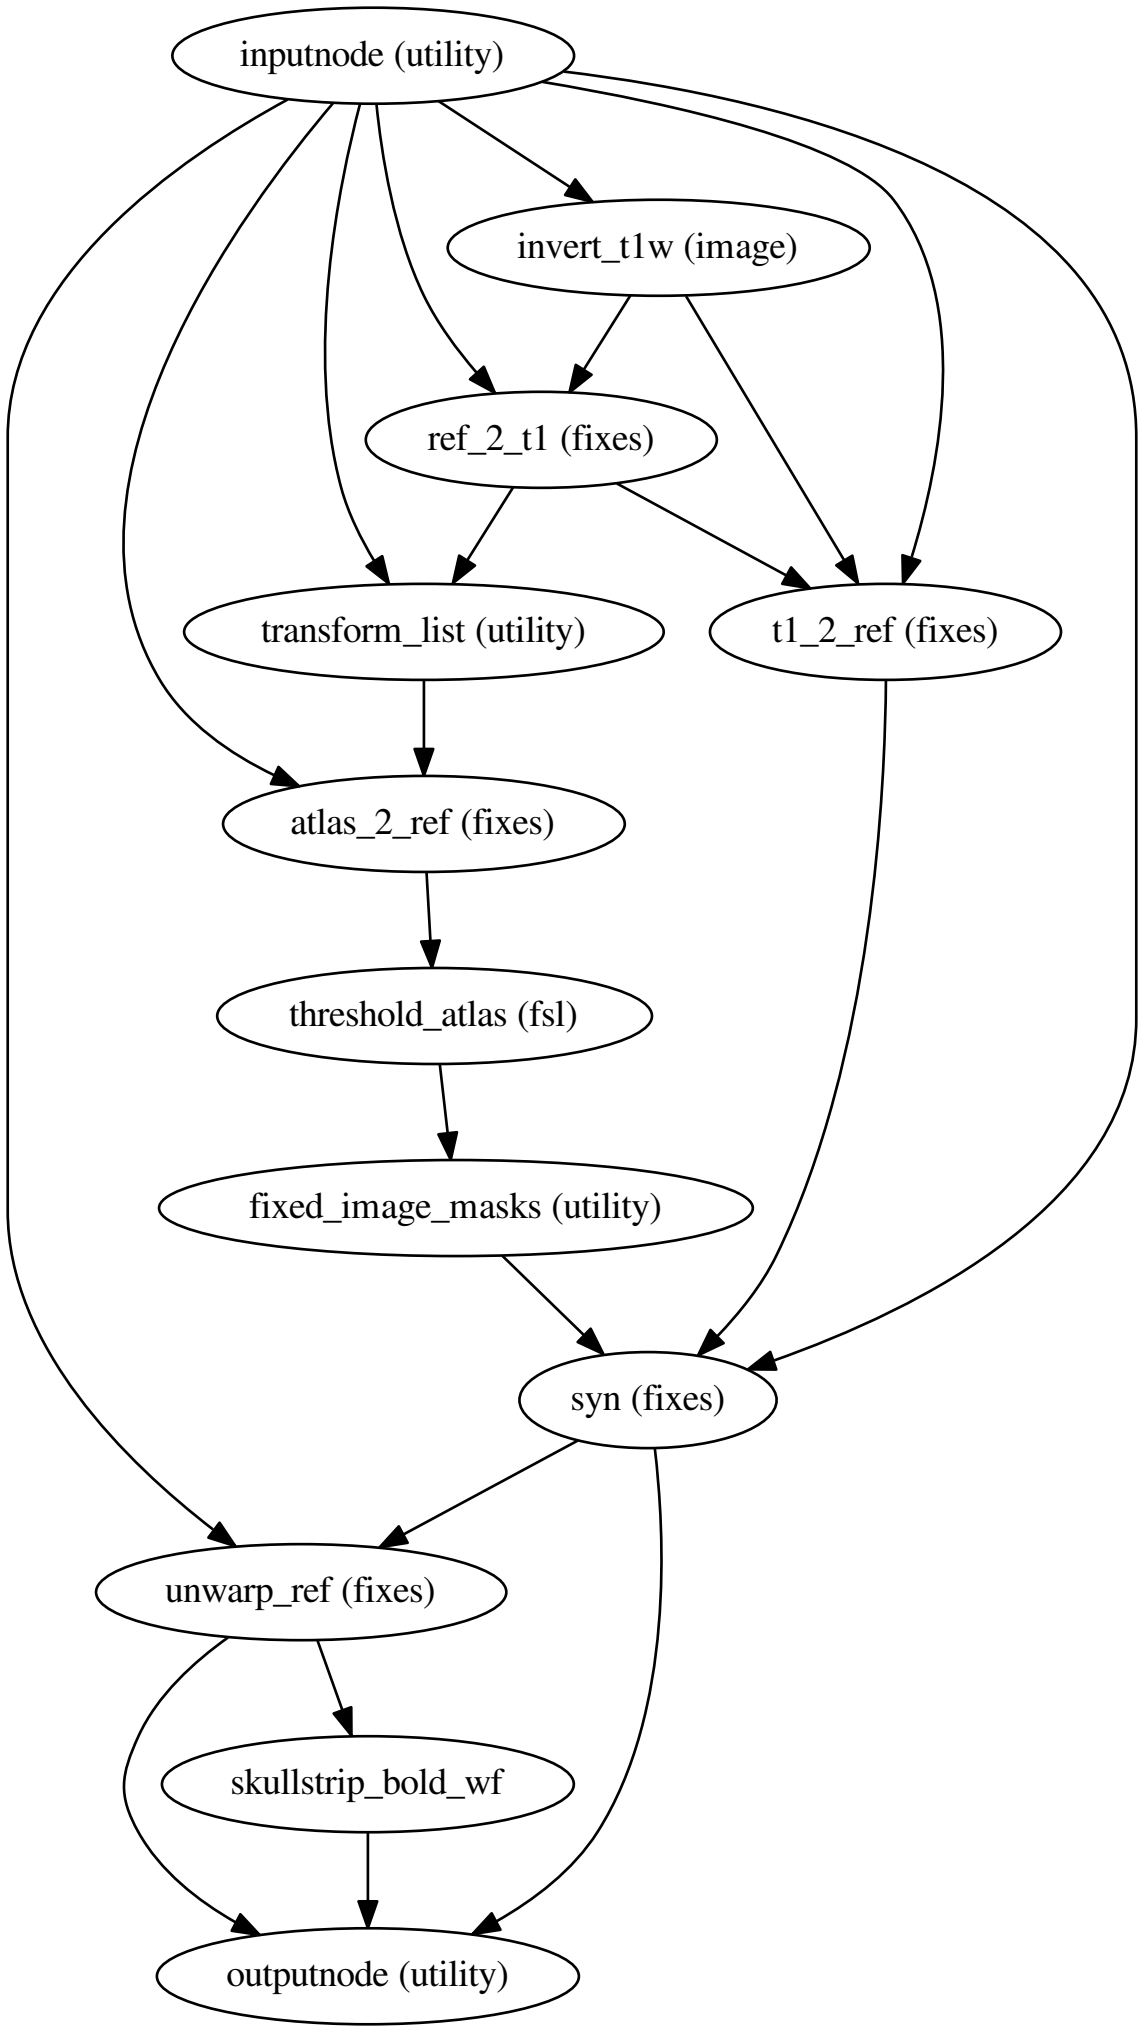 inputnode (utility)
invert_t1w (image)
ref_2_t1 (fixes)
transform_list (utility)
t1_2_ref (fixes)
atlas_2_ref (fixes)
threshold_atlas (fsl)
fixed_image_masks (utility)
syn (fixes)
unwarp_ref (fixes)
skullstrip_bold_wf
outputnode (utility)